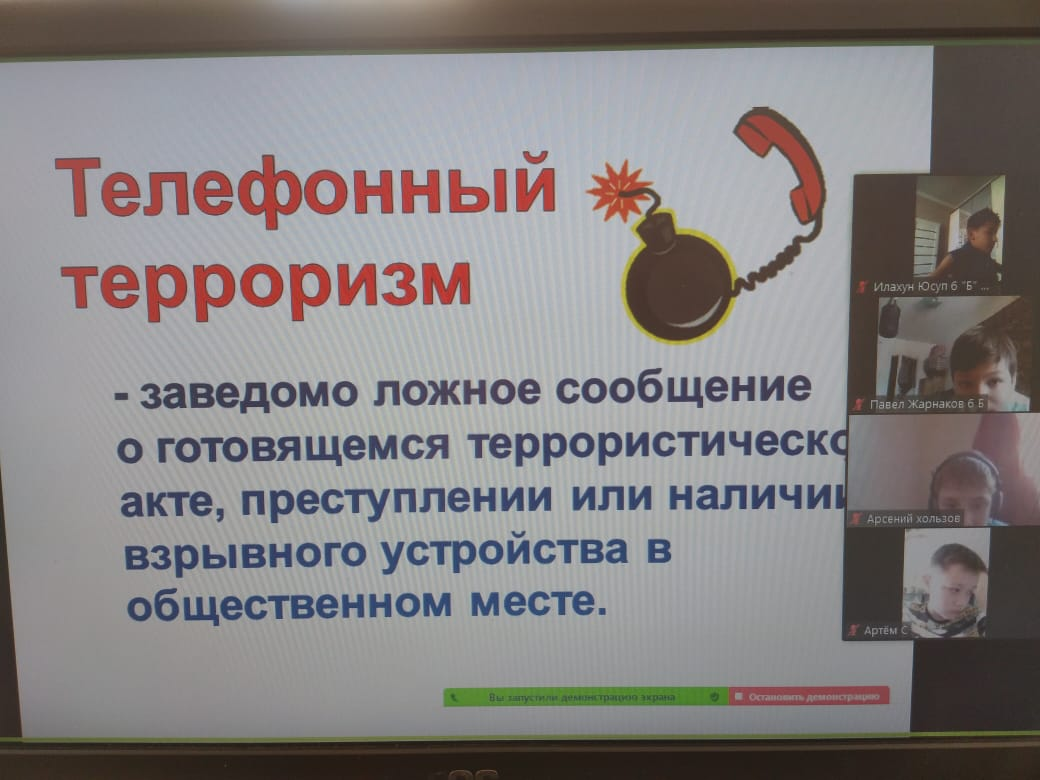 Телефонный
терроризм
- заведомо ложное сообщение
о готовящемся террористическо
акте, преступлении или наличии
взрывного устройства в
общественном месте.
Илахун Юсуп 6 "Б" ...
Павел Жарнаков 6 Б
Арсений хользов
Артём С
Вы запустили демонстрацию экрана
Остановить демонстрацию